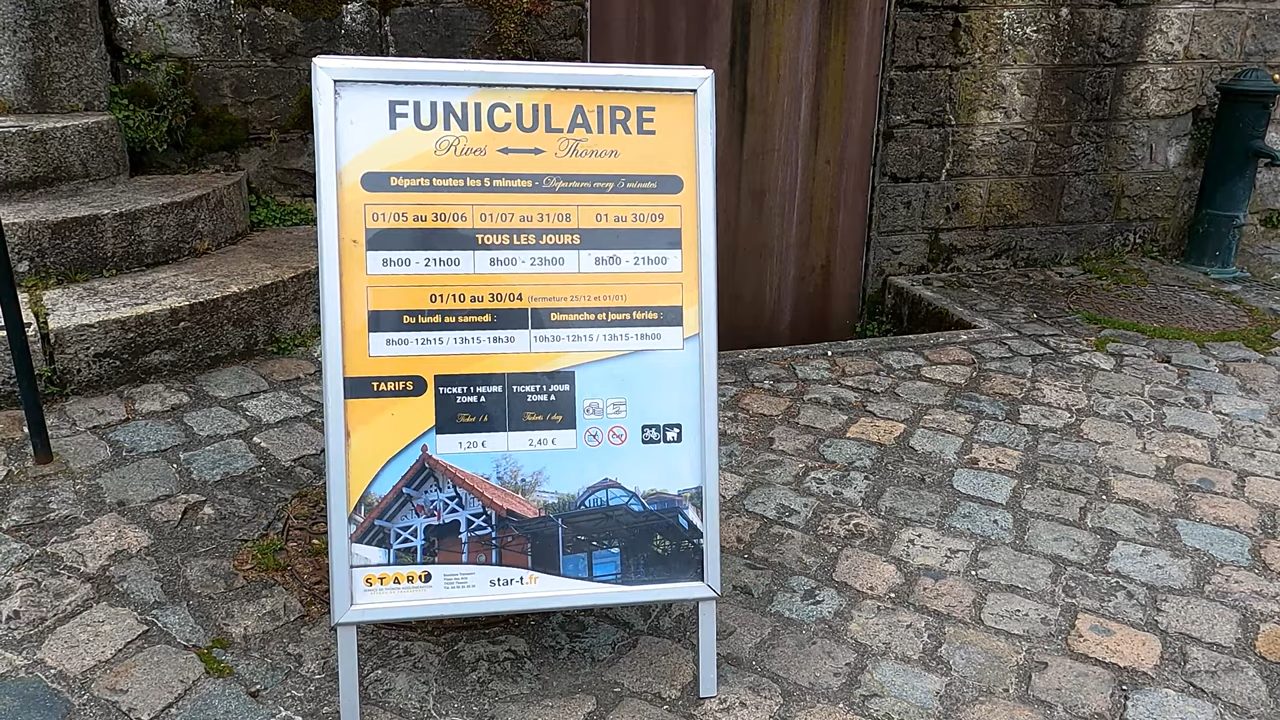 FUNICULAIRE
Rives Thonon
Départs toutes les 5 minutes - Départures every 5 minutes
01/05 au 30/06 01/07 au 31/08 01 au 30/09
TOUS LES JOURS
8h00 - 21h00 8h00 - 23h00 8h00 - 21h00
01/10 au 30/04 (fermeture 25/12 et 01/01)
Du lundi au samedi : Dimanche et jours fériés :
8h00-12h15 / 13h15-18h30 10h30-12h15 / 13h15-18h00
TARIFS
TICKET 1 HEURE ZONE A
Ticket 1 h
1,20 €
TICKET 1 JOUR ZONE A
Tickets 1 day
2,40 €
START
star-t.fr